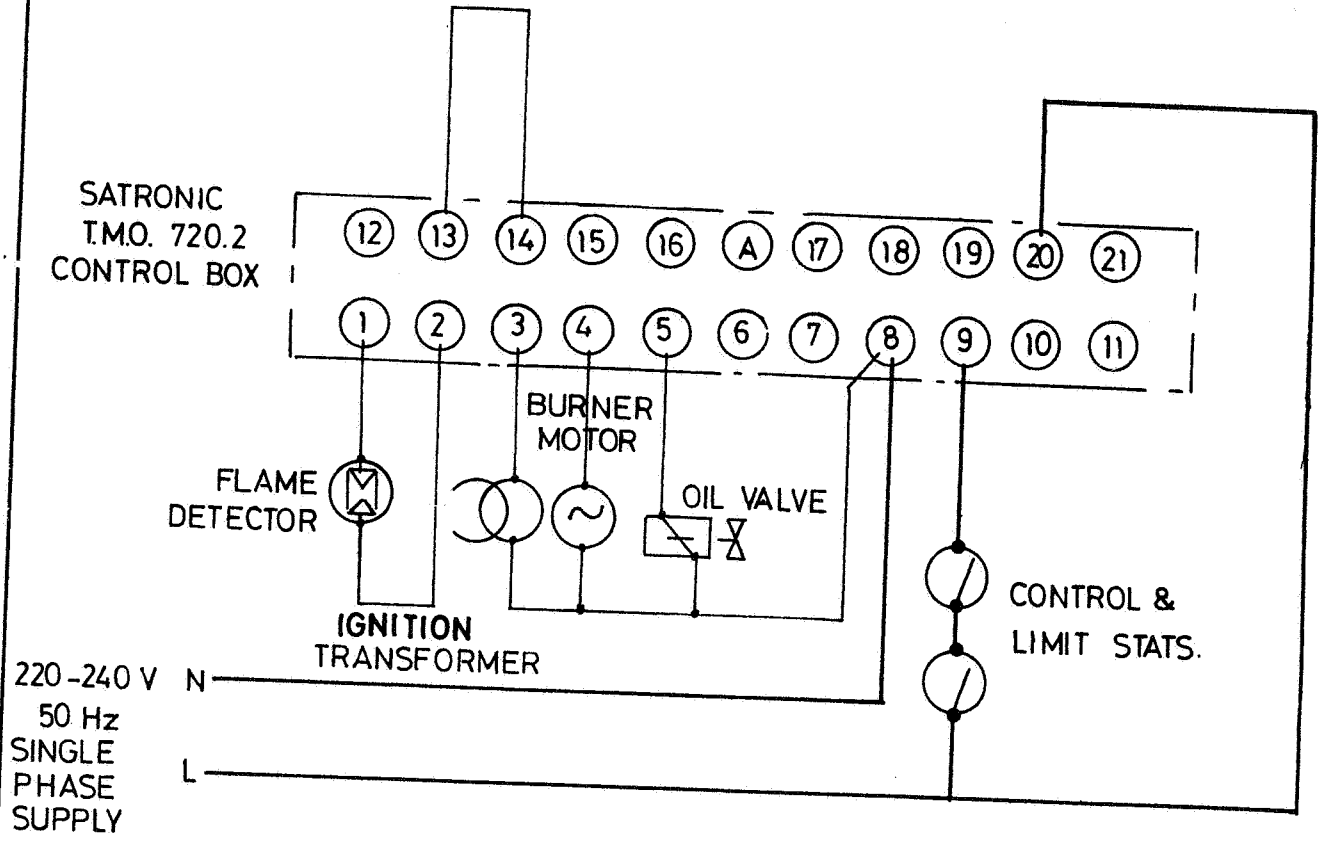 SATRONIC
T.M.O. 720.2
CONTROL BOX
12 13 14 15 16 A 17 18 19 20 21
1 2 3 4 5 6 7 8 9 10 11
BURNER
MOTOR
FLAME
DETECTOR
OIL VALVE
~
CONTROL &
LIMIT STATS.
IGNITION
TRANSFORMER
220-240 V N
50 Hz
SINGLE
PHASE
SUPPLY
L